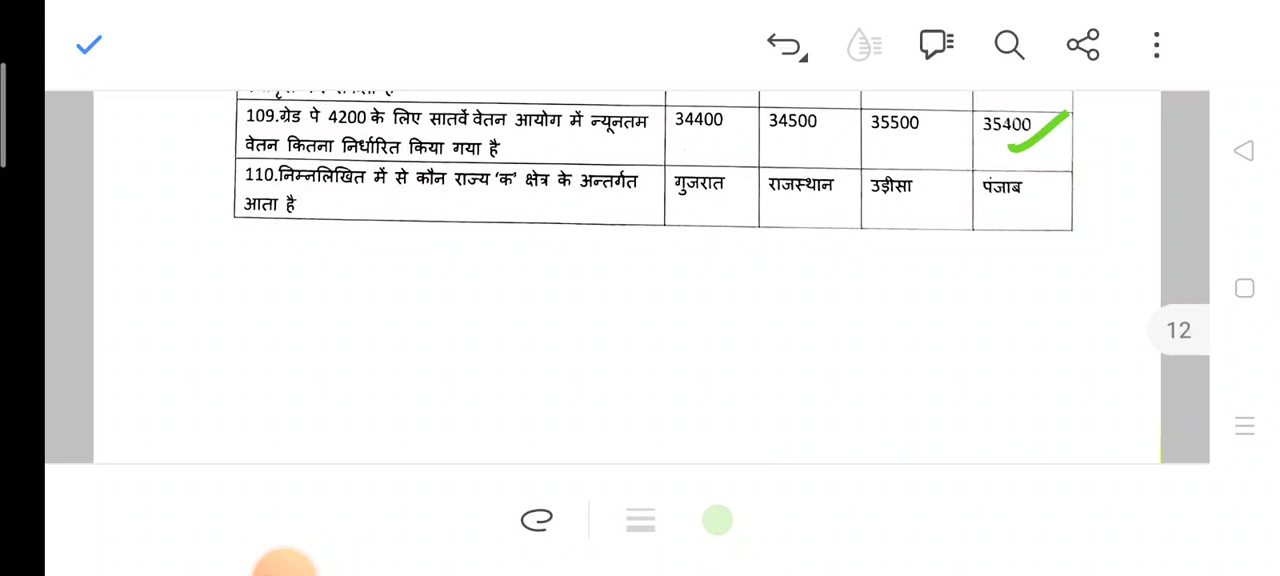 109.ग्रेड पे 4200 के लिए सातवें वेतन आयोग में न्यूनतम वेतन कितना निर्धारित किया गया है
34400
34500
35500
35400
110.निम्नलिखित में से कौन राज्य ‘क’ क्षेत्र के अन्तर्गत आता है
गुजरात
राजस्थान
उड़ीसा
पंजाब
12